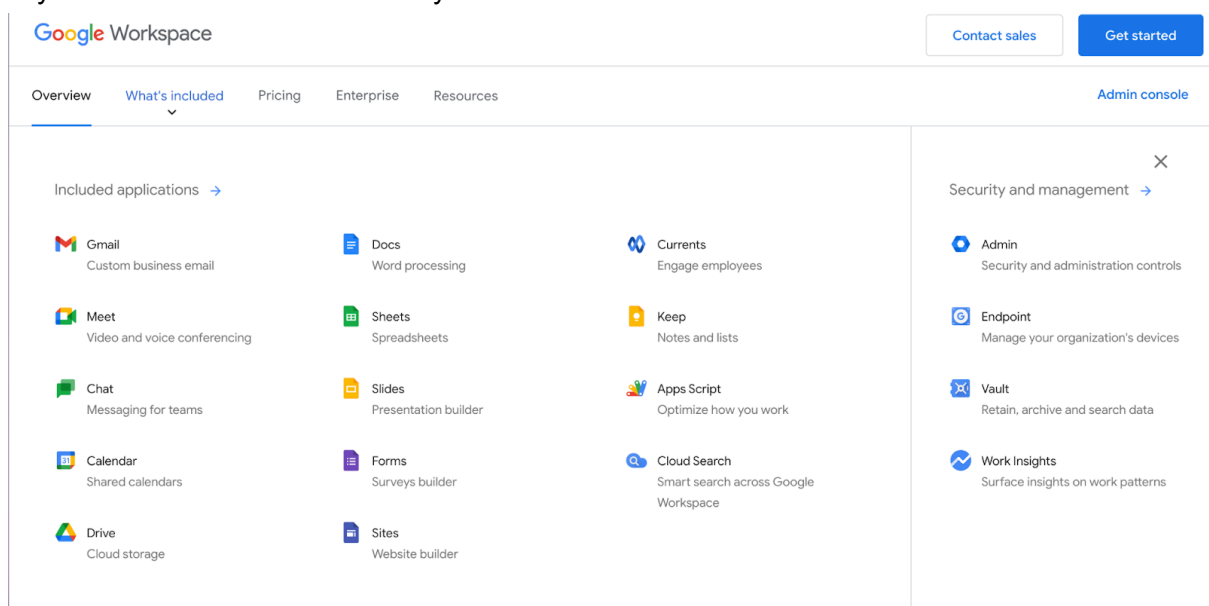 Google Workspace
Contact sales
Get started
Overview
What's included
Pricing
Enterprise
Resources
Admin console
Included applications →
Gmail
Custom business email
Meet
Video and voice conferencing
Chat
Messaging for teams
Calendar
Shared calendars
Drive
Cloud storage
Docs
Word processing
Sheets
Spreadsheets
Slides
Presentation builder
Forms
Surveys builder
Sites
Website builder
Currents
Engage employees
Keep
Notes and lists
Apps Script
Optimize how you work
Cloud Search
Smart search across Google
Workspace
Security and management →
Admin
Security and administration controls
Endpoint
Manage your organization's devices
Vault
Retain, archive and search data
Work Insights
Surface insights on work patterns